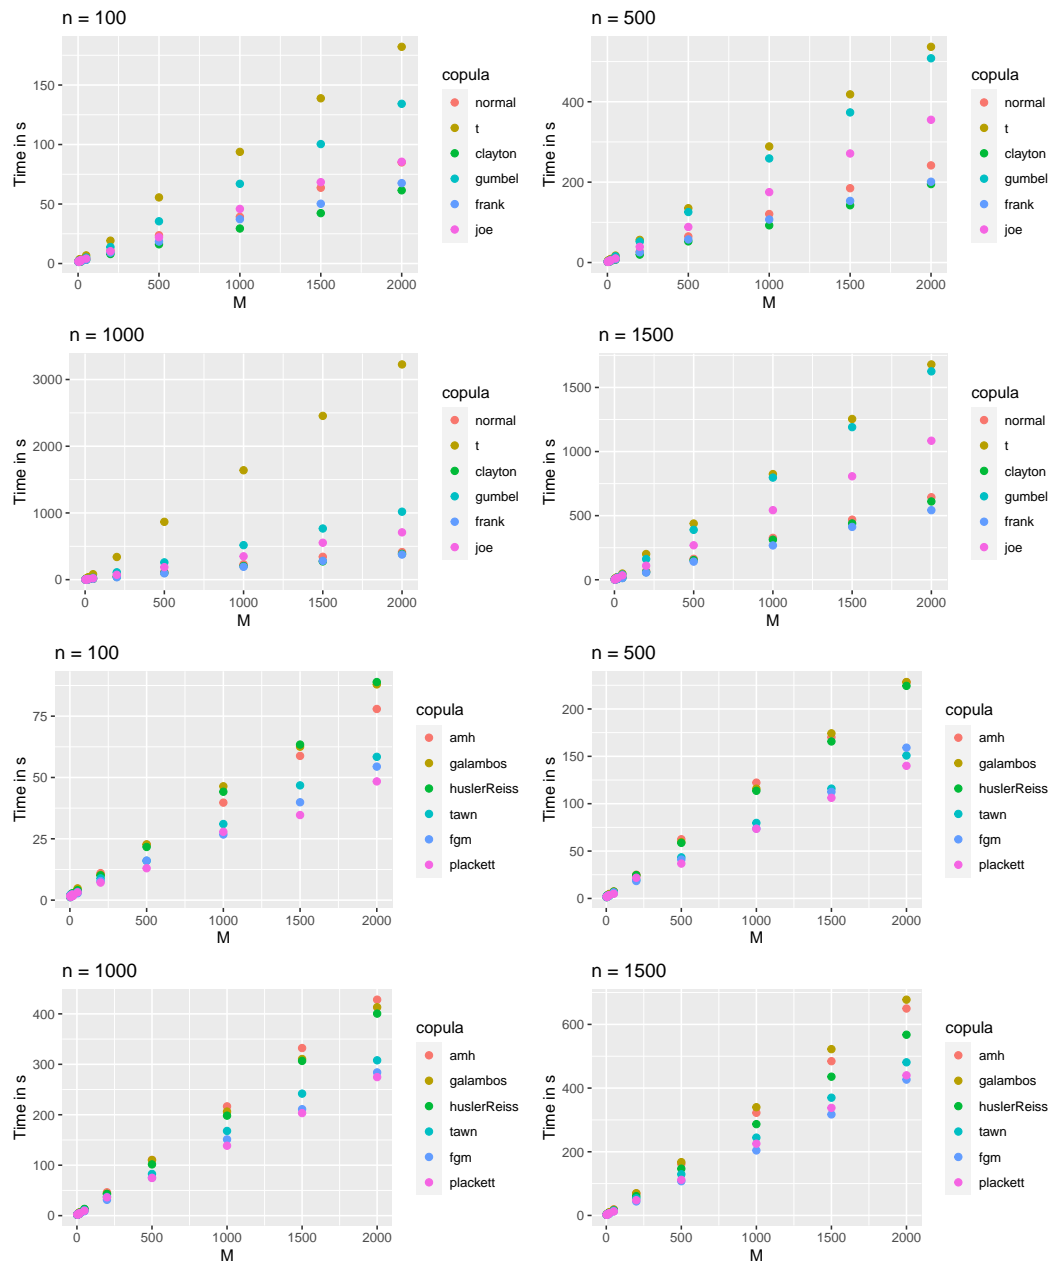 n = 100
Time in s
150
100
50
0
0 500 1000 1500 2000
M
copula
normal
t
clayton
gumbel
frank
joe
n = 500
Time in s
400
200
0
0 500 1000 1500 2000
M
copula
normal
t
clayton
gumbel
frank
joe
n = 1000
Time in s
3000
2000
1000
0
0 500 1000 1500 2000
M
copula
normal
t
clayton
gumbel
frank
joe
n = 1500
Time in s
1500
1000
500
0
0 500 1000 1500 2000
M
copula
normal
t
clayton
gumbel
frank
joe
n = 100
Time in s
75
50
25
0
0 500 1000 1500 2000
M
copula
amh
galambos
huslerReiss
tawn
fgm
plackett
n = 500
Time in s
200
150
100
50
0
0 500 1000 1500 2000
M
copula
amh
galambos
huslerReiss
tawn
fgm
plackett
n = 1000
Time in s
400
300
200
100
0
0 500 1000 1500 2000
M
copula
amh
galambos
huslerReiss
tawn
fgm
plackett
n = 1500
Time in s
600
400
200
0
0 500 1000 1500 2000
M
copula
amh
galambos
huslerReiss
tawn
fgm
plackett